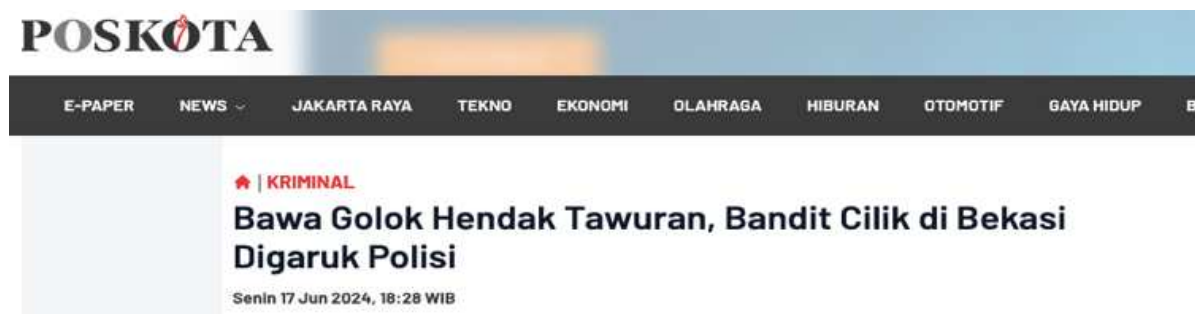 POSKOTA
E-PAPER NEWS JAKARTA RAYA TEKNO EKONOMI OLAHRAGA HIBURAN OTOMOTIF GAYA HIDUP
| KRIMINAL
Bawa Golok Hendak Tawuran, Bandit Cilik di Bekasi
Digaruk Polisi
Senin 17 Jun 2024, 18:28 WIB